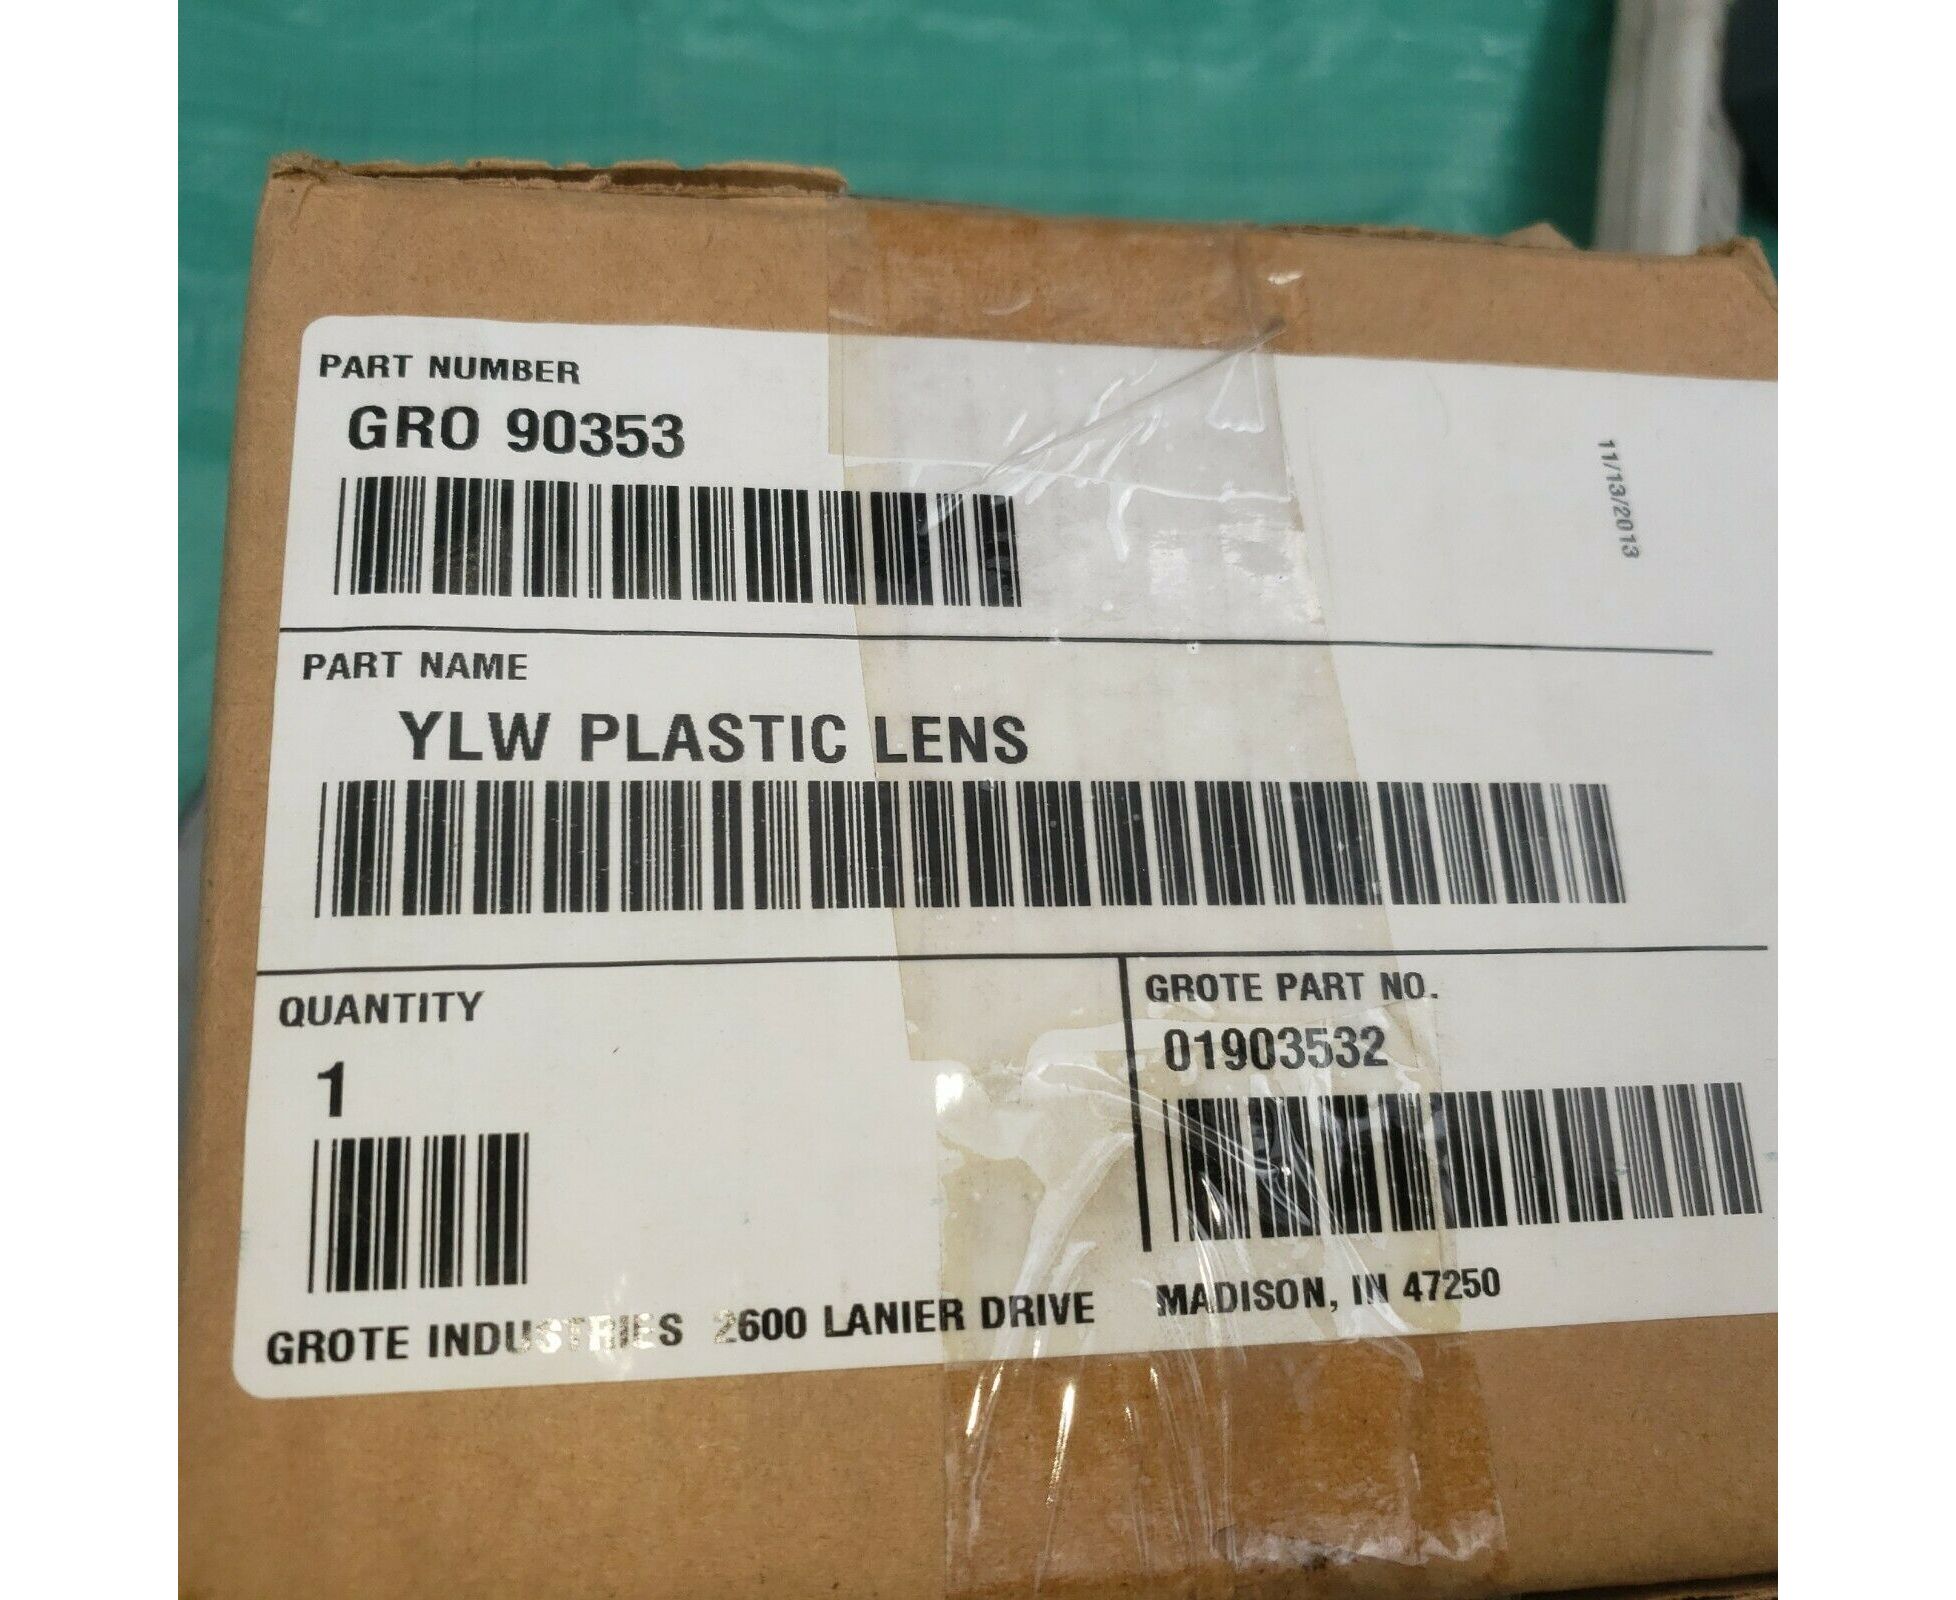 PART NUMBER
GRO 90353
11/13/2013
PART NAME
YLW PLASTIC LENS
QUANTITY
1
GROTE PART NO.
01903532
GROTE INDUSTRIES 2600 LANIER DRIVE MADISON, IN 47250